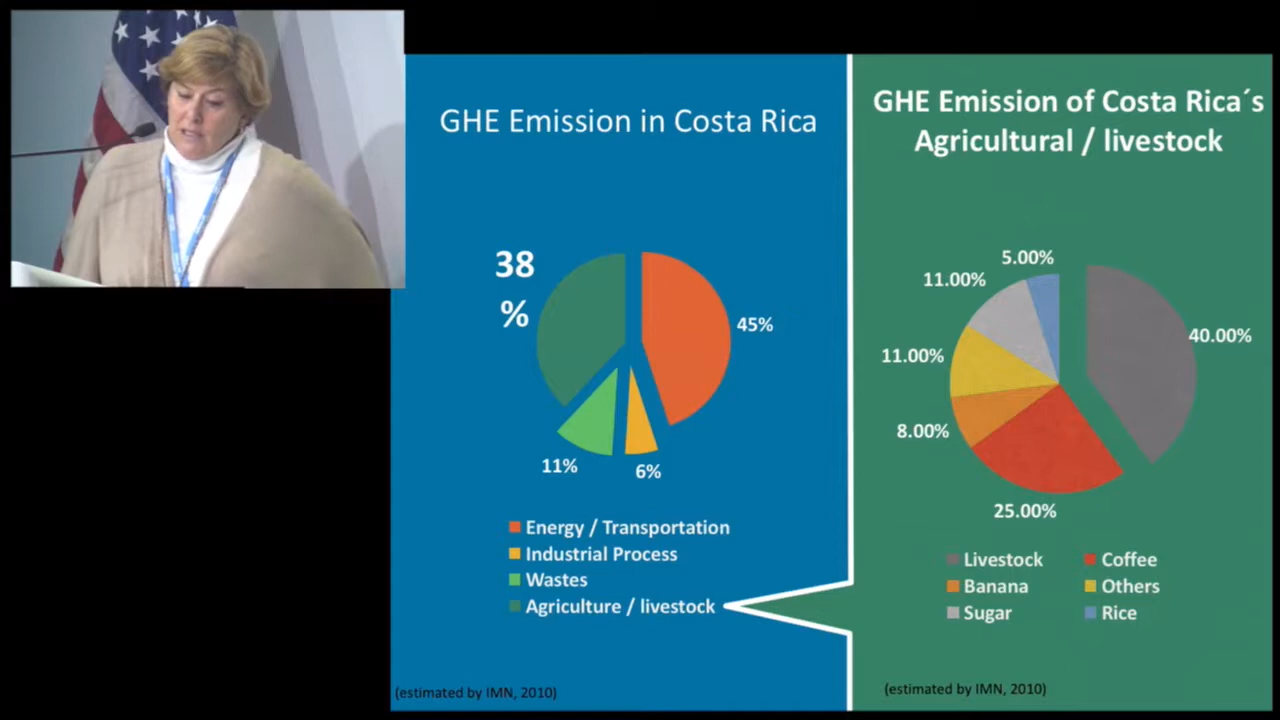 GHE Emission in Costa Rica
38
%
45%
11%
6%
Energy / Transportation
Industrial Process
Wastes
Agriculture / livestock
(estimated by IMN, 2010)
GHE Emission of Costa Rica´s
Agricultural / livestock
5.00%
11.00%
40.00%
11.00%
8.00%
25.00%
Livestock
Coffee
Banana
Others
Sugar
Rice
(estimated by IMN, 2010)